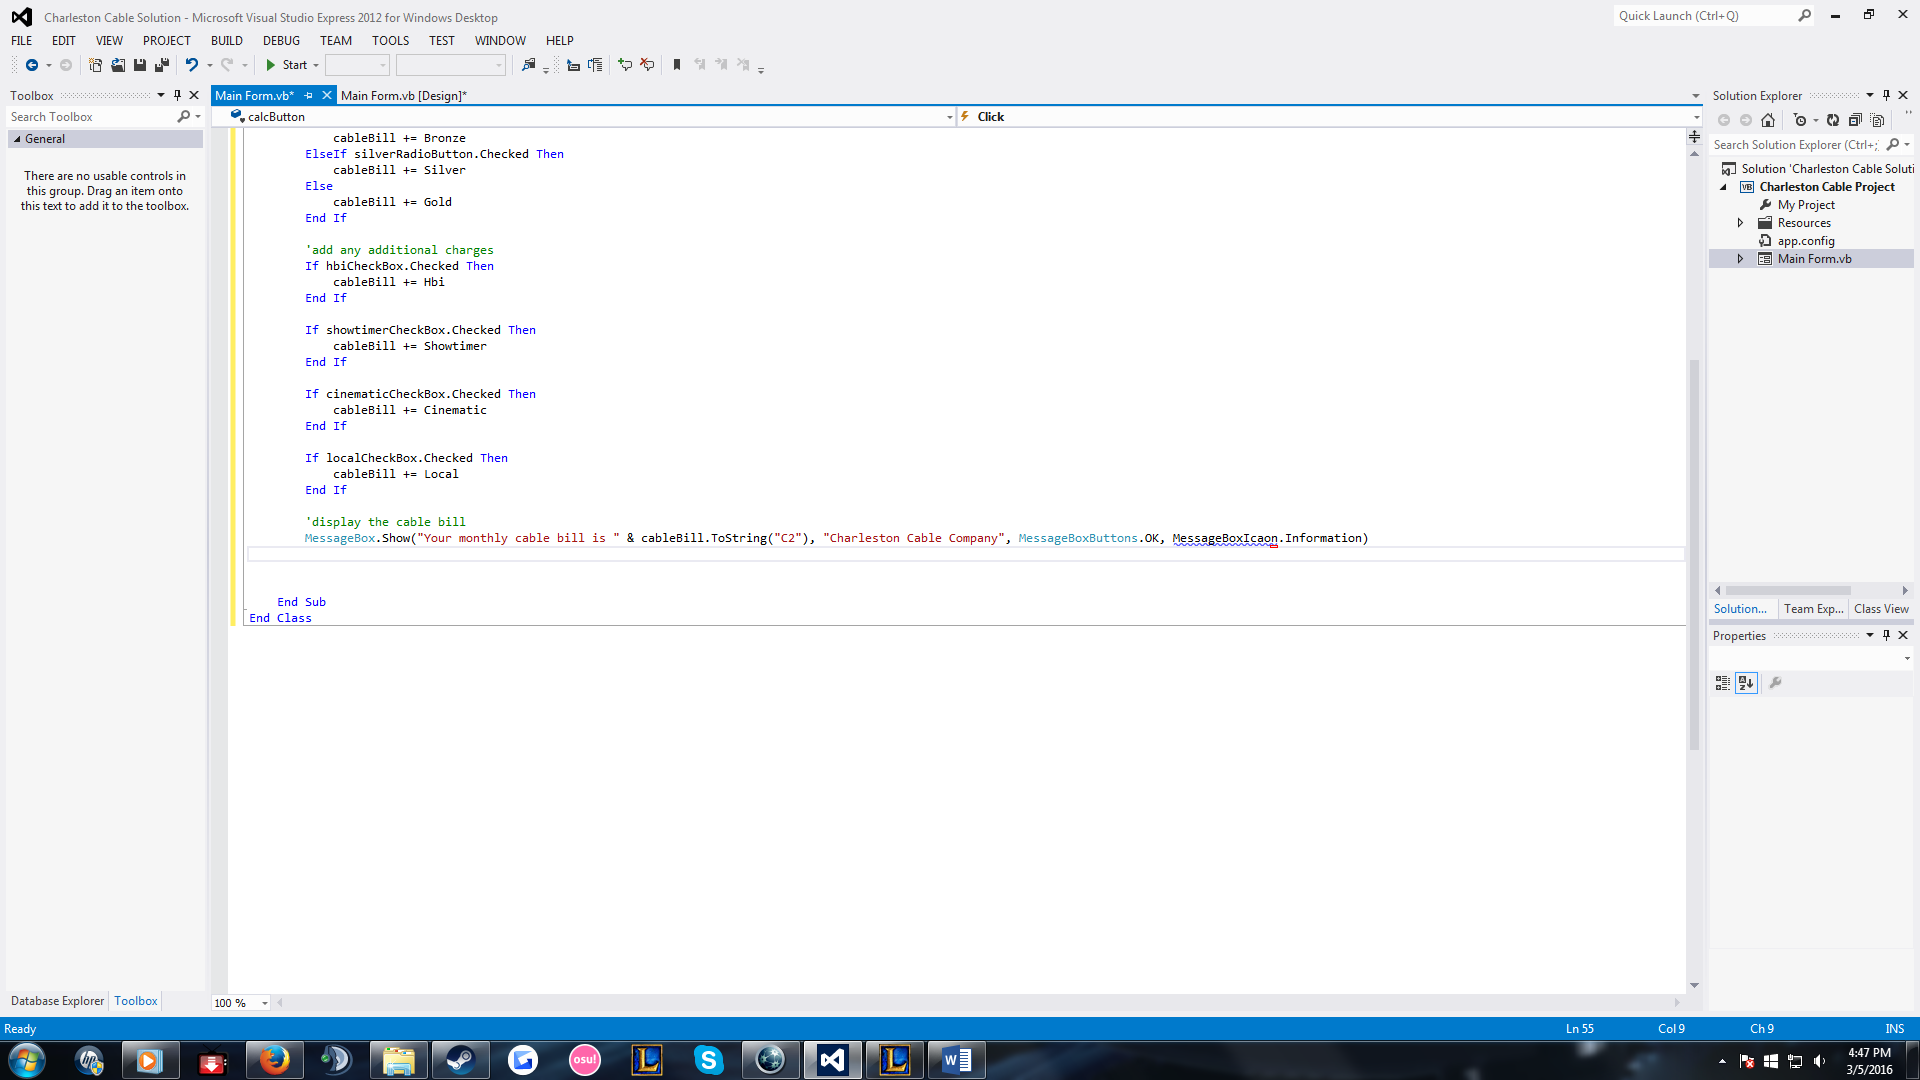 Charleston Cable Solution - Microsoft Visual Studio Express 2012 for Windows Desktop
Quick Launch (Ctrl+Q)
FILE EDIT VIEW PROJECT BUILD DEBUG TEAM TOOLS TEST WINDOW HELP
Start
Toolbox
Search Toolbox
General
There are no usable controls in
this group. Drag an item onto
this text to add it to the toolbox.
Database Explorer Toolbox
Main Form.vb* Main Form.vb [Design]*
calcButton Click
cableBill += Bronze
ElseIf silverRadioButton.Checked Then
cableBill += Silver
Else
cableBill += Gold
End If
'add any additional charges
If hbiCheckBox.Checked Then
cableBill += Hbi
End If
If showtimerCheckBox.Checked Then
cableBill += Showtimer
End If
If cinematicCheckBox.Checked Then
cableBill += Cinematic
End If
If localCheckBox.Checked Then
cableBill += Local
End If
'display the cable bill
MessageBox.Show("Your monthly cable bill is " & cableBill.ToString("C2"), "Charleston Cable Company", MessageBoxButtons.OK, MessageBoxIcaon.Information)
End Sub
End Class
100 %
Solution Explorer
Search Solution Explorer (Ctrl+;
Solution 'Charleston Cable Soluti
VB Charleston Cable Project
My Project
Resources
app.config
Main Form.vb
Solution... Team Exp... Class View
Properties
Ready Ln 55 Col 9 Ch 9 INS
hp
osu!
L
S
L
W
4:47 PM
3/5/2016